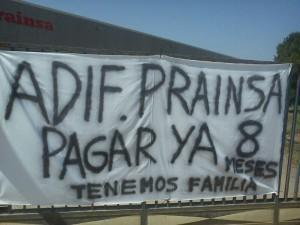 rainsa
ADIF. PRAINSA
PAGAR YA 8
MESES
TENEMOS FAMILIA